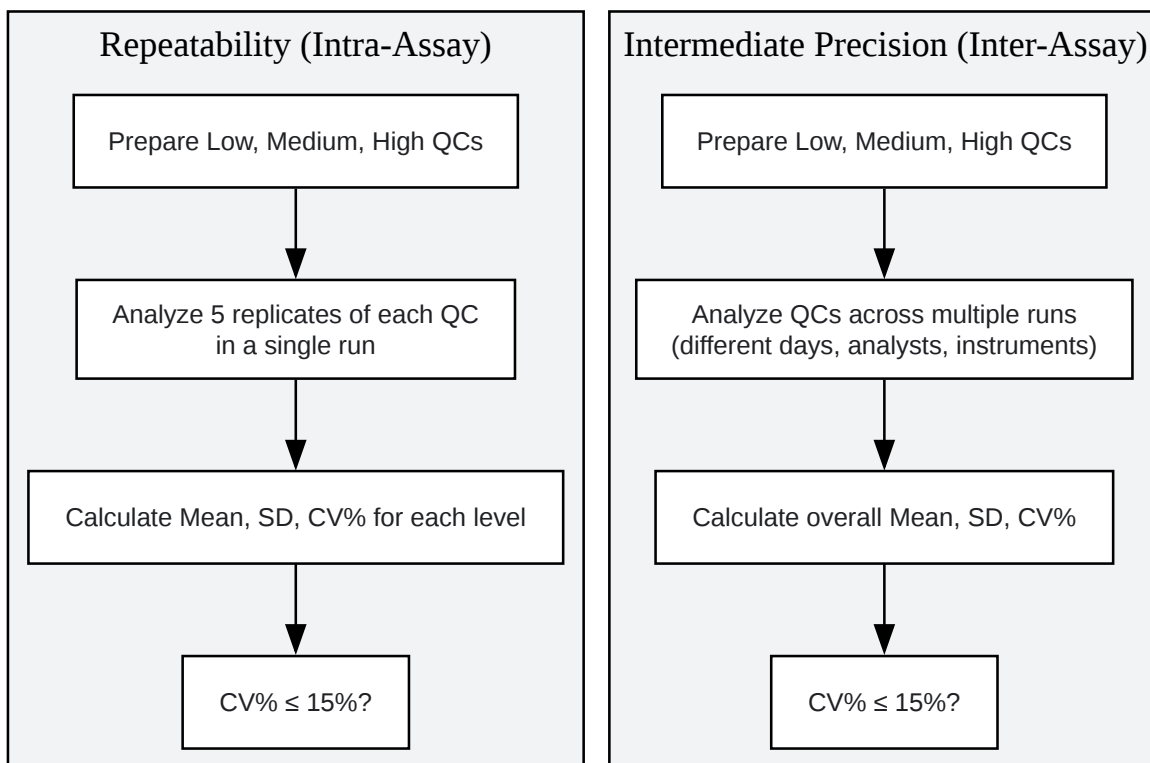 Repeatability (Intra-Assay)
Prepare Low, Medium, High QCs
Analyze 5 replicates of each QC
in a single run
Calculate Mean, SD, CV% for each level
CV% ≤ 15%?
Intermediate Precision (Inter-Assay)
Prepare Low, Medium, High QCs
Analyze QCs across multiple runs
(different days, analysts, instruments)
Calculate overall Mean, SD, CV%
CV% ≤ 15%?